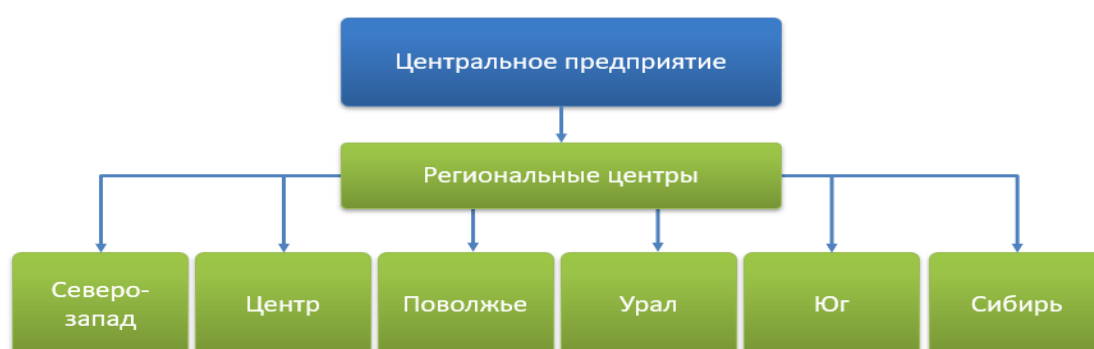 Центральное предприятие
Региональные центры
Северо-
запад
Центр
Поволжье
Урал
Юг
Сибирь